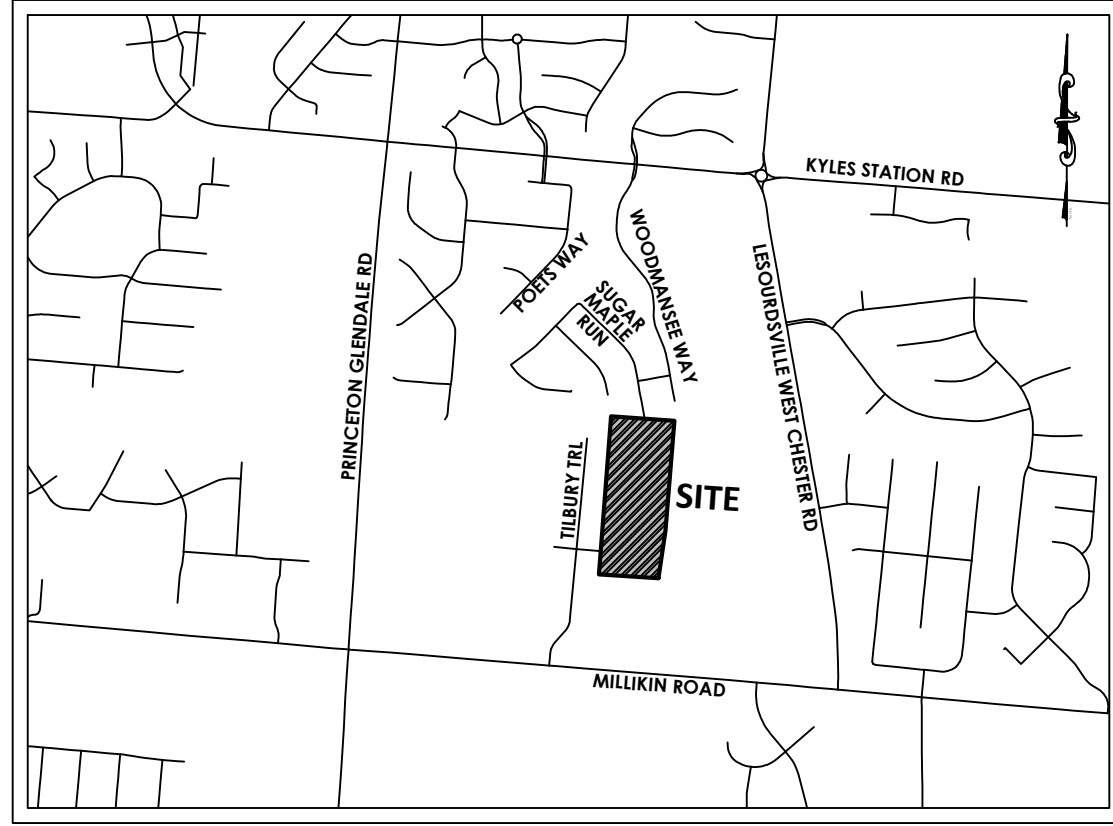 KYLES STATION RD
WOODMANSEE WAY
POETS WAY
SUGAR
MAPLE
RUN
LESOURDSVILLE WEST CHESTER RD
PRINCETON GLENDALE RD
TILBURY TRL
SITE
MILLIKIN ROAD